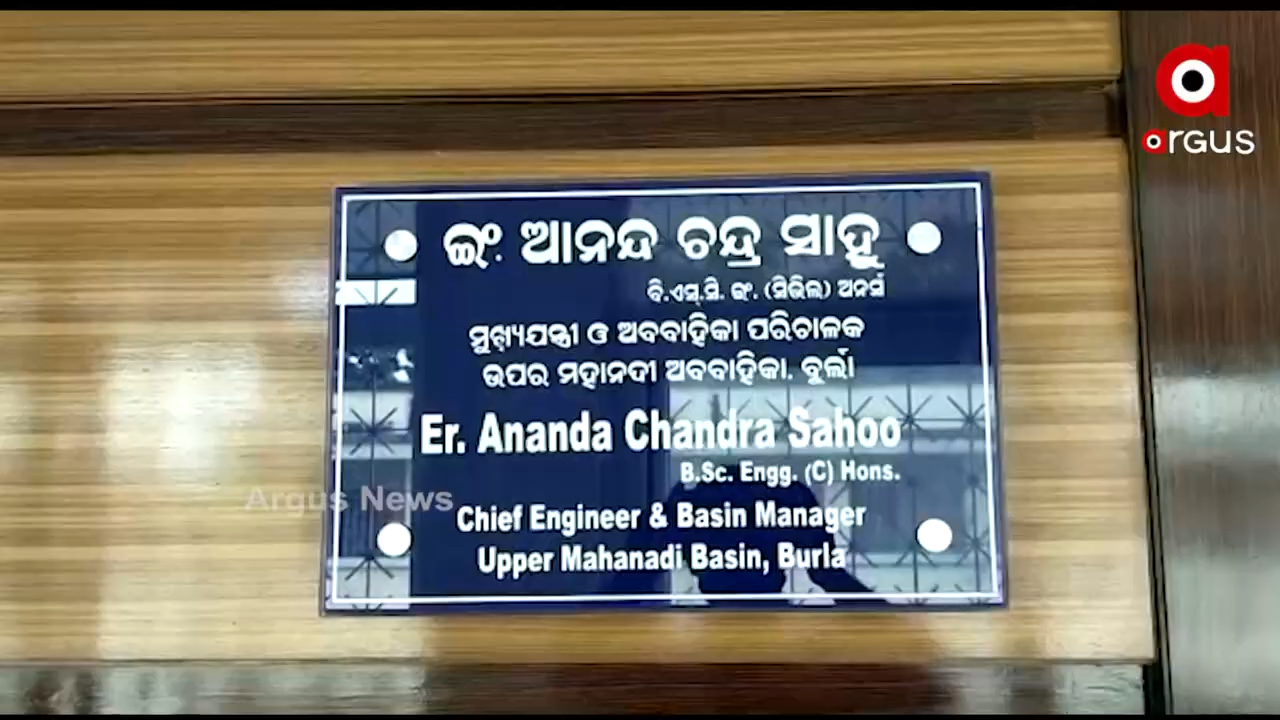 argus
ଇଂ. ଆନନ୍ଦ ଚନ୍ଦ୍ର ସାହୁ
ବି.ଏସ୍.ସି. ଇଂ. (ସିଭିଲ) ଅନର୍ସ
ମୁଖ୍ୟଯନ୍ତ୍ରୀ ଓ ଅବବାହିକା ପରିଚାଳକ
ଉପର ମହାନଦୀ ଅବବାହିକା. ବୁର୍ଲା
Er. Ananda Chandra Sahoo
B.Sc. Engg. (C) Hons.
Argus News
Chief Engineer & Basin Manager
Upper Mahanadi Basin, Burla